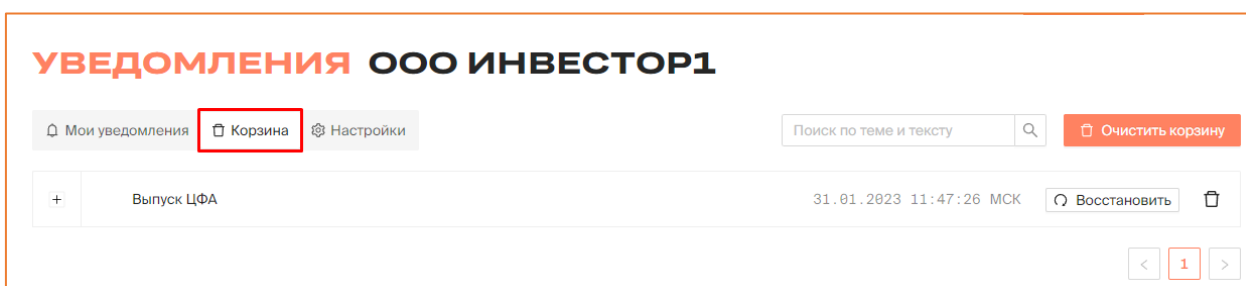 УВЕДОМЛЕНИЯ ООО ИНВЕСТОР1
Мои уведомления Корзина Настройки Поиск по теме и тексту Очистить корзину
+ Выпуск ЦФА 31.01.2023 11:47:26 МСК Восстановить
< 1 >